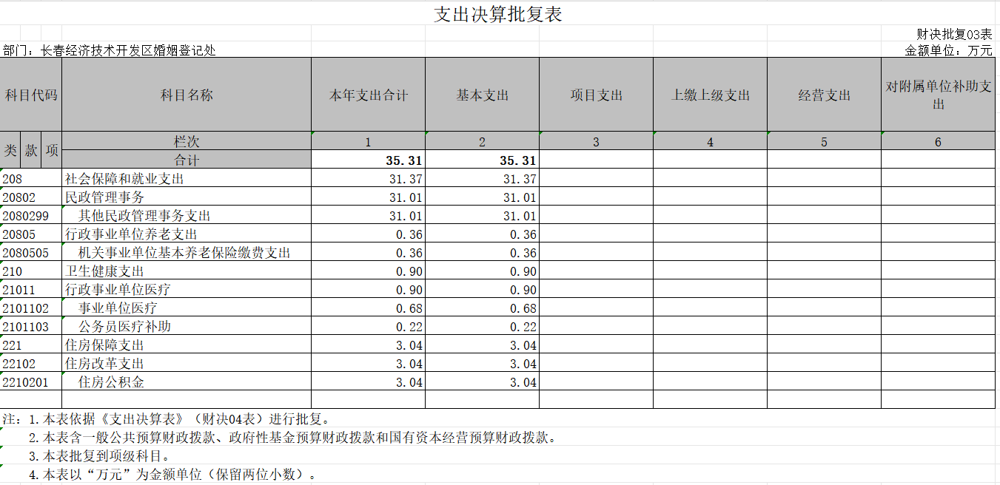 支出决算批复表
财决批复03表
部门：长春经济技术开发区婚姻登记处 金额单位：万元
科目代码 科目名称 本年支出合计 基本支出 项目支出 上缴上级支出 经营支出 对附属单位补助支
出
类 款 项 栏次 1 2 3 4 5 6
合计 35.31 35.31
208 社会保障和就业支出 31.37 31.37
20802 民政管理事务 31.01 31.01
2080299 其他民政管理事务支出 31.01 31.01
20805 行政事业单位养老支出 0.36 0.36
2080505 机关事业单位基本养老保险缴费支出 0.36 0.36
210 卫生健康支出 0.90 0.90
21011 行政事业单位医疗 0.90 0.90
2101102 事业单位医疗 0.68 0.68
2101103 公务员医疗补助 0.22 0.22
221 住房保障支出 3.04 3.04
22102 住房改革支出 3.04 3.04
2210201 住房公积金 3.04 3.04
注：1.本表依据《支出决算表》（财决04表）进行批复。
2.本表含一般公共预算财政拨款、政府性基金预算财政拨款和国有资本经营预算财政拨款。
3.本表批复到项级科目。
4.本表以“万元”为金额单位（保留两位小数）。